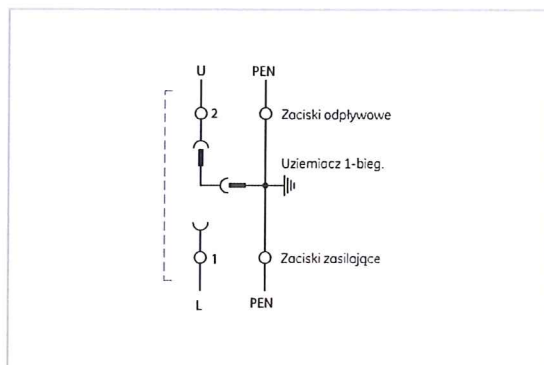 U PEN
2 Zaciski odpływowe
Uziemiacz 1-bieg.
1 Zaciski zasilające
L PEN